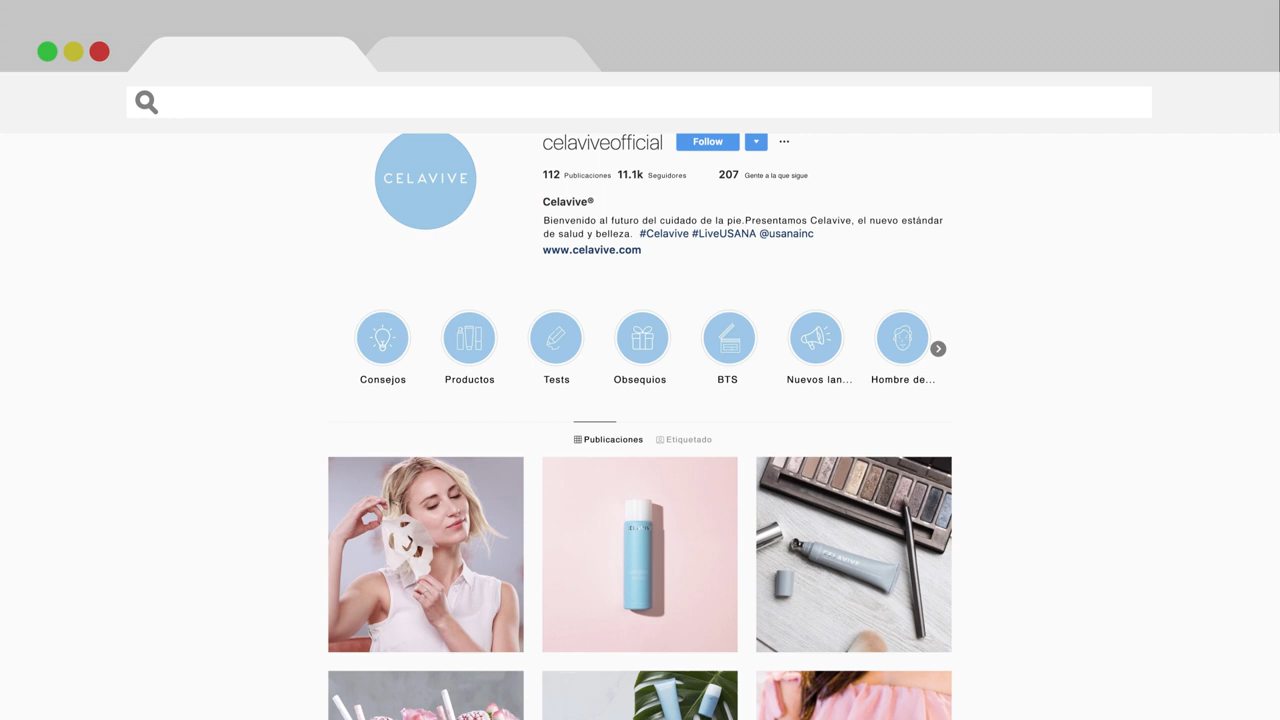 celaviveofficial Follow
CELAVIVE
112 Publicaciones 11.1k Seguidores 207 Gente a la que sigue
Celavive®
Bienvenido al futuro del cuidado de la pie.Presentamos Celavive, el nuevo estándar
de salud y belleza. #Celavive #LiveUSANA @usanainc
www.celavive.com
Consejos Productos Tests Obsequios BTS Nuevos lan... Hombre de...
Publicaciones Etiquetado
CELAVIVE